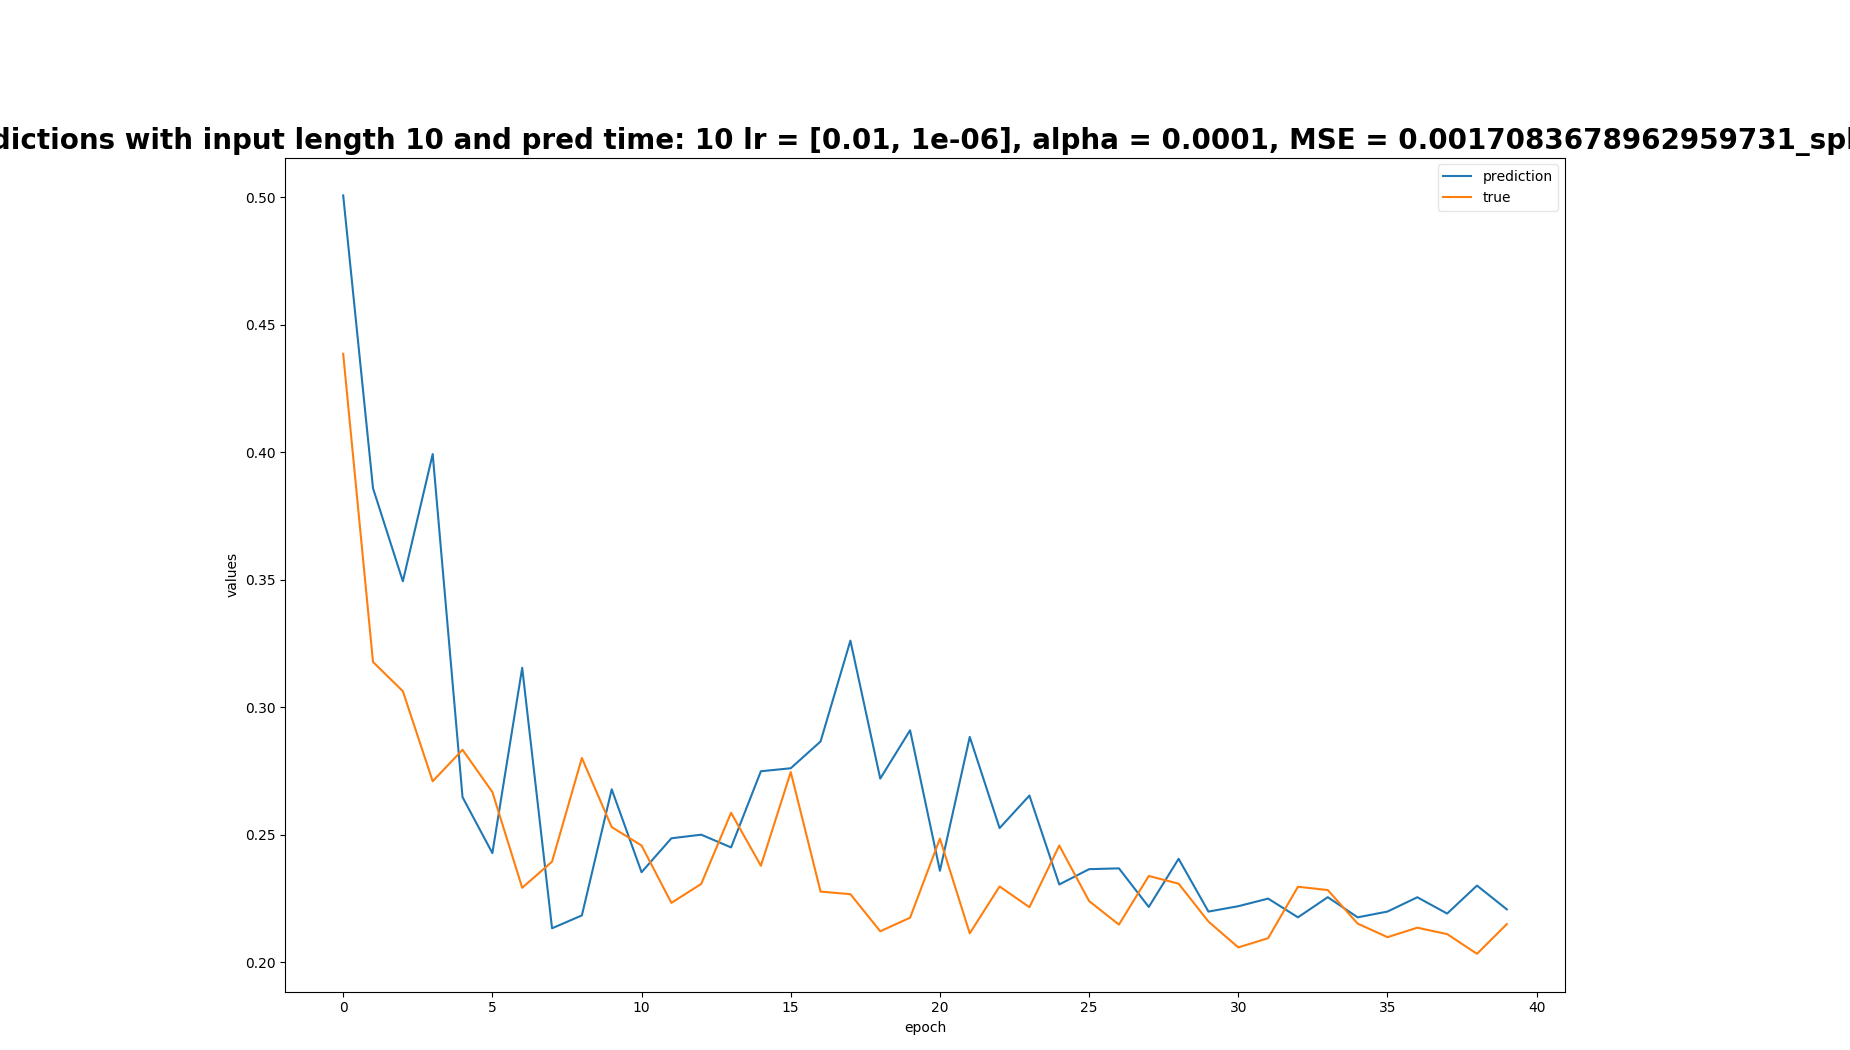 dictions with input length 10 and pred time: 10 lr = [0.01, 1e-06], alpha = 0.0001, MSE = 0.0017083678962959731_spl
prediction
true
0.50
0.45
0.40
0.35
0.30
0.25
0.20
values
0 5 10 15 20 25 30 35 40
epoch